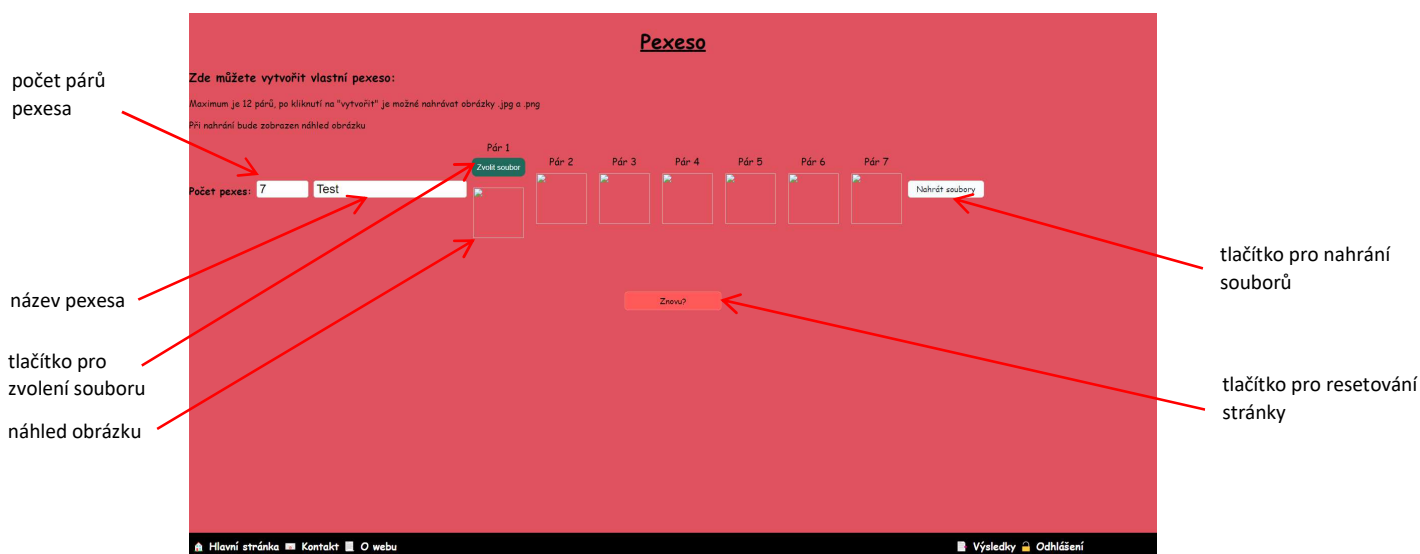 Pexeso
počet párů
pexesa
Zde můžete vytvořit vlastní pexeso:
Maximum je 12 párů, po kliknutí na "vytvořit" je možné nahrávat obrázky .jpg a .png
Při nahrání bude zobrazen náhled obrázku
Pár 1
Zvolit soubor
Pár 2 Pár 3 Pár 4 Pár 5 Pár 6 Pár 7
Počet pexes: 7 Test
Nahrát soubory
tlačítko pro nahrání
souborů
název pexesa
Znovu?
tlačítko pro
zvolení souboru
náhled obrázku
tlačítko pro resetování
stránky
Hlavní stránka Kontakt O webu
Výsledky Odhlášení